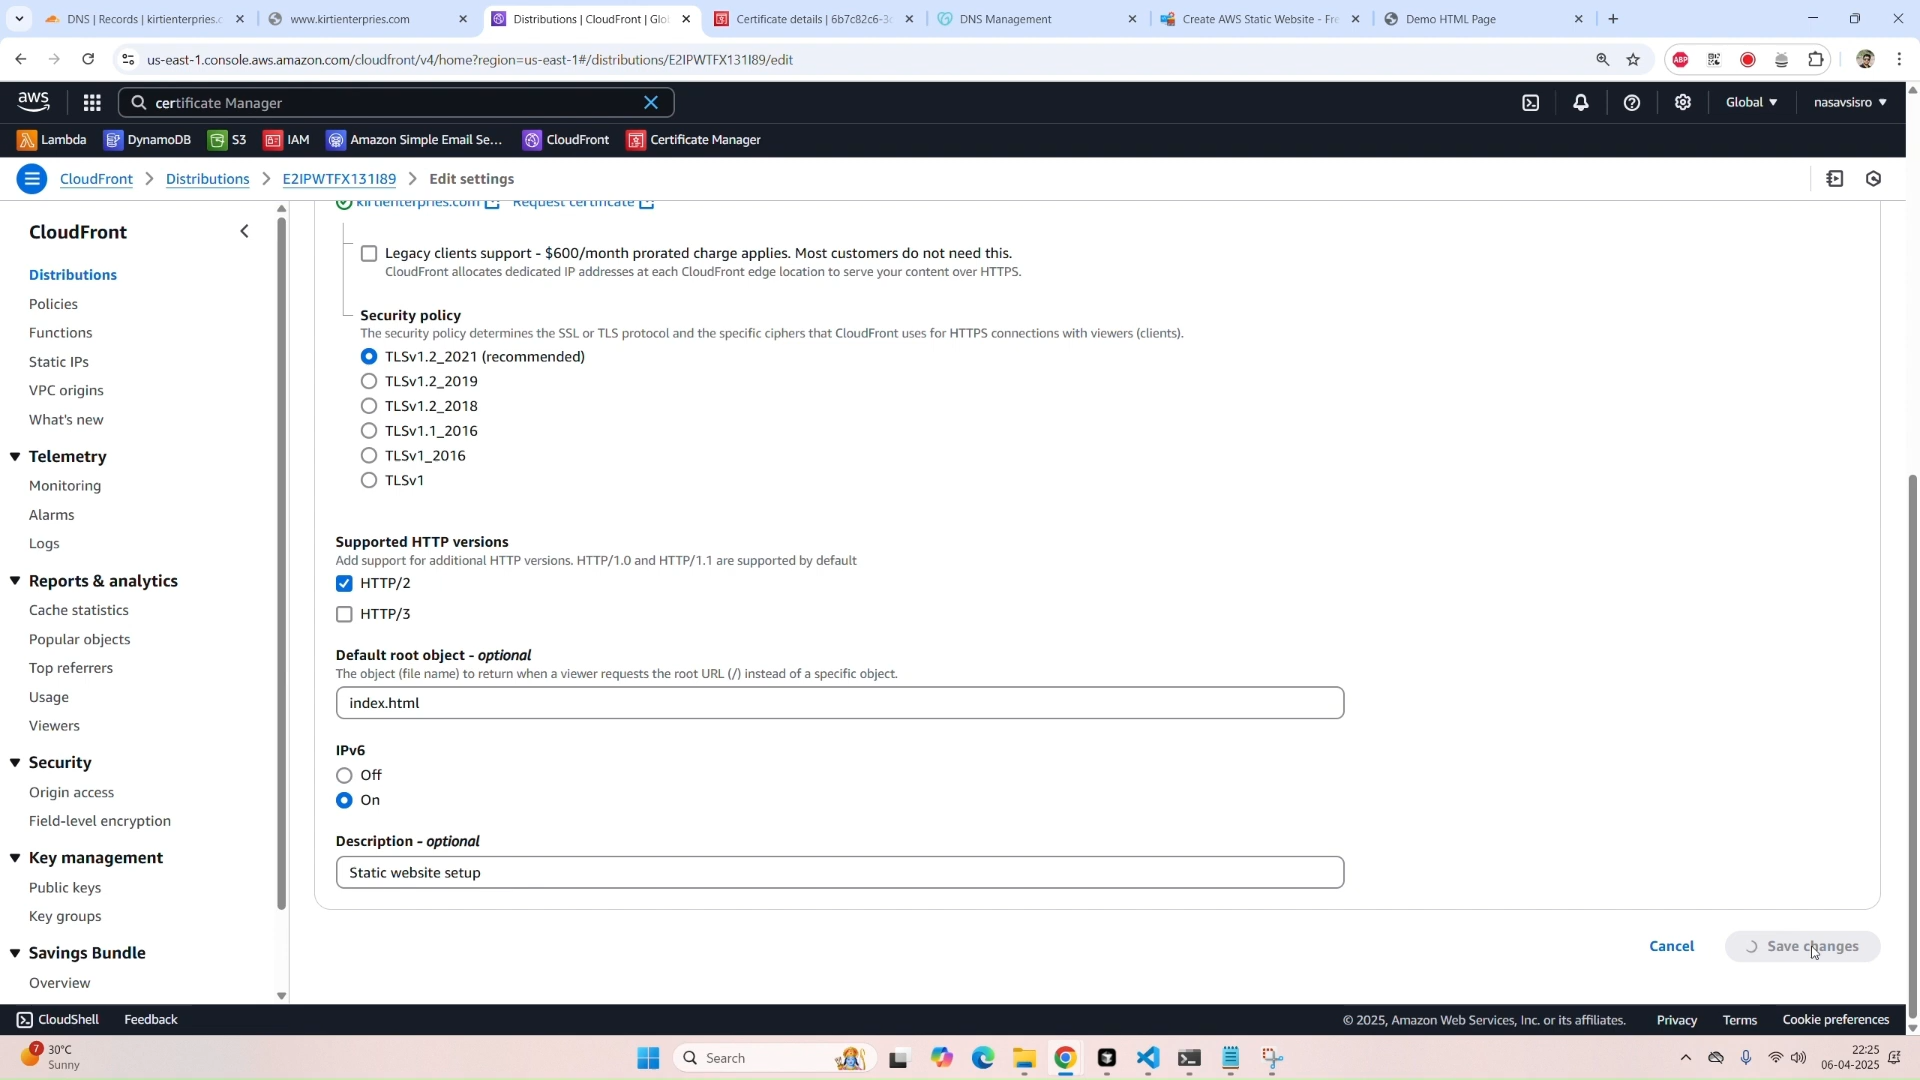 DNS | Records | kirtienterpries.c
www.kirtienterpries.com
Distributions | CloudFront | Glo
Certificate details | 6b7c82c6-3
DNS Management
Create AWS Static Website - Fre
Demo HTML Page
us-east-1.console.aws.amazon.com/cloudfront/v4/home?region=us-east-1#/distributions/E2IPWTFX131I89/edit
ABP
aws
certificate Manager
Global
nasavsisro
Lambda
DynamoDB
S3
IAM
Amazon Simple Email Se...
CloudFront
Certificate Manager
CloudFront
Distributions
E2IPWTFX131I89
Edit settings
CloudFront
Distributions
Policies
Functions
Static IPs
VPC origins
What's new
Telemetry
Monitoring
Alarms
Logs
Reports & analytics
Cache statistics
Popular objects
Top referrers
Usage
Viewers
Security
Origin access
Field-level encryption
Key management
Public keys
Key groups
Savings Bundle
Overview
kirtienterpries.com
Request certificate
Legacy clients support - $600/month prorated charge applies. Most customers do not need this.
CloudFront allocates dedicated IP addresses at each CloudFront edge location to serve your content over HTTPS.
Security policy
The security policy determines the SSL or TLS protocol and the specific ciphers that CloudFront uses for HTTPS connections with viewers (clients).
TLSv1.2_2021 (recommended)
TLSv1.2_2019
TLSv1.2_2018
TLSv1.1_2016
TLSv1_2016
TLSv1
Supported HTTP versions
Add support for additional HTTP versions. HTTP/1.0 and HTTP/1.1 are supported by default
HTTP/2
HTTP/3
Default root object - optional
The object (file name) to return when a viewer requests the root URL (/) instead of a specific object.
index.html
IPv6
Off
On
Description - optional
Static website setup
Cancel
Save changes
CloudShell
Feedback
© 2025, Amazon Web Services, Inc. or its affiliates.
Privacy
Terms
Cookie preferences
7
30°C
Sunny
Search
22:25
06-04-2025